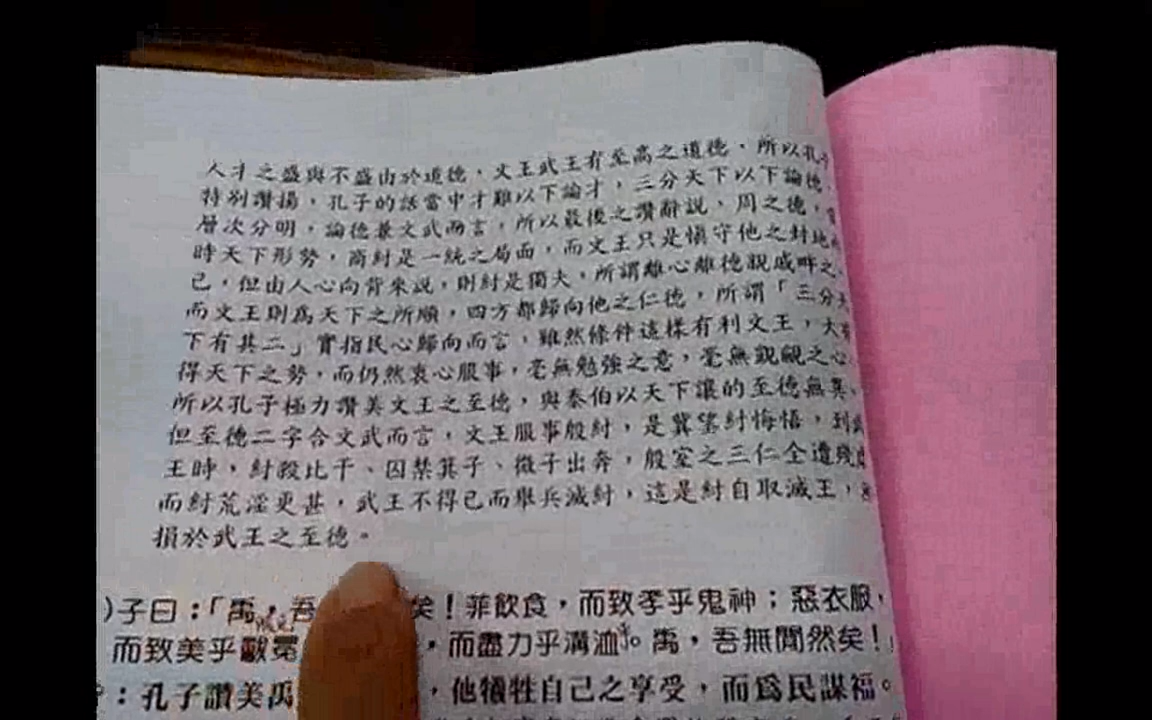 人才之盛與不盛由於道德，文王武王有至高之道德，所以孔子
特別讚揚，孔子的話當中才難以下論才，三分天下以下論德，
層次分明，論德兼文武而言，所以最後之讚辭說，周之德，
時天下形勢，商紂是一統之局面，而文王只是慎守他之封地
已，但由人心向背來說，則紂是獨夫，所謂離心離德親戚畔之，
而文王則為天下之所順，四方都歸向他之仁德，所謂「三分天
下有其二」實指民心歸向而言，雖然條件這樣有利文王，大有
得天下之勢，而仍然衷心服事，毫無勉強之意，毫無覬覦之心，
所以孔子極力讚美文王之至德，與泰伯以天下讓的至德無異，
但至德二字合文武而言，文王服事殷紂，是冀望紂悔悟，到武
王時，紂殺比干、囚禁箕子、微子出奔，殷室之三仁全遭殘
而紂荒淫更甚，武王不得已而舉兵滅紂，這是紂自取滅亡，
損於武王之至德。
)子曰：「禹，吾 矣！菲飲食，而致孝乎鬼神；惡衣服，
而致美乎黻冕 ，而盡力乎溝洫。禹，吾無間然矣！」
：孔子讚美禹 ，他犧牲自己之享受，而為民謀福。